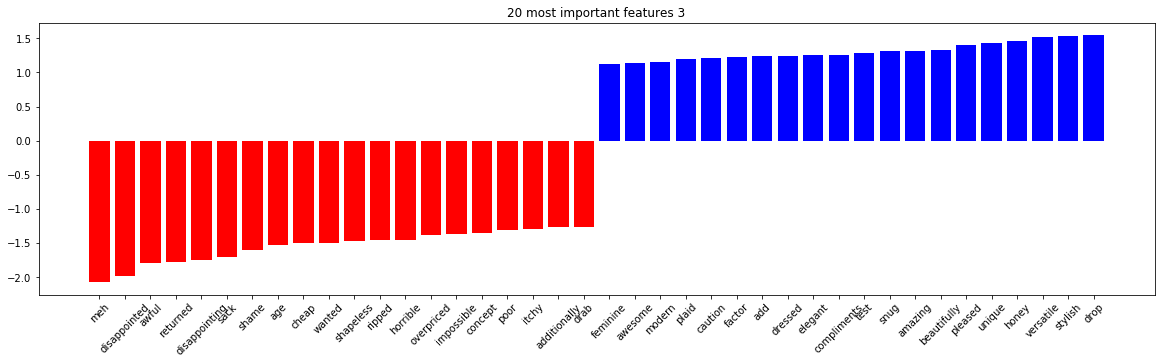 20 most important features 3
1.5
1.0
0.5
0.0
−0.5
−1.0
−1.5
−2.0
meh
disappointed
awful
returned
disappointing
sack
shame
age
cheap
wanted
shapeless
ripped
horrible
overpriced
impossible
concept
poor
itchy
additionally
drab
feminine
awesome
modern
plaid
caution
factor
add
dressed
elegant
compliments
test
snug
amazing
beautifully
pleased
unique
honey
versatile
stylish
drop